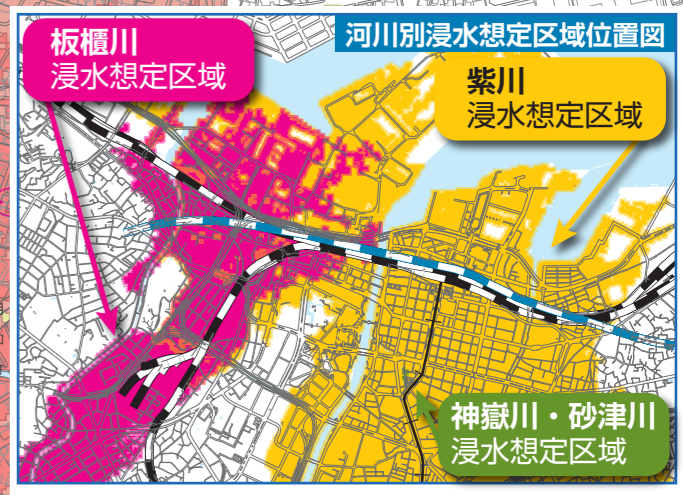 河川別浸水想定区域位置図
板櫃川
浸水想定区域
紫川
浸水想定区域
神嶽川・砂津川
浸水想定区域